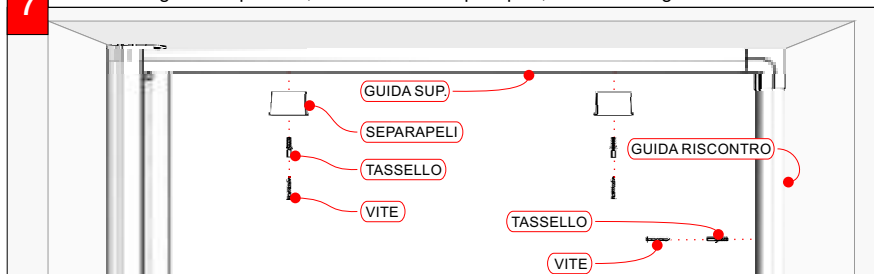 7
GUIDA SUP.
SEPARAPELI
TASSELLO
VITE
GUIDA RISCONTRO
TASSELLO
VITE